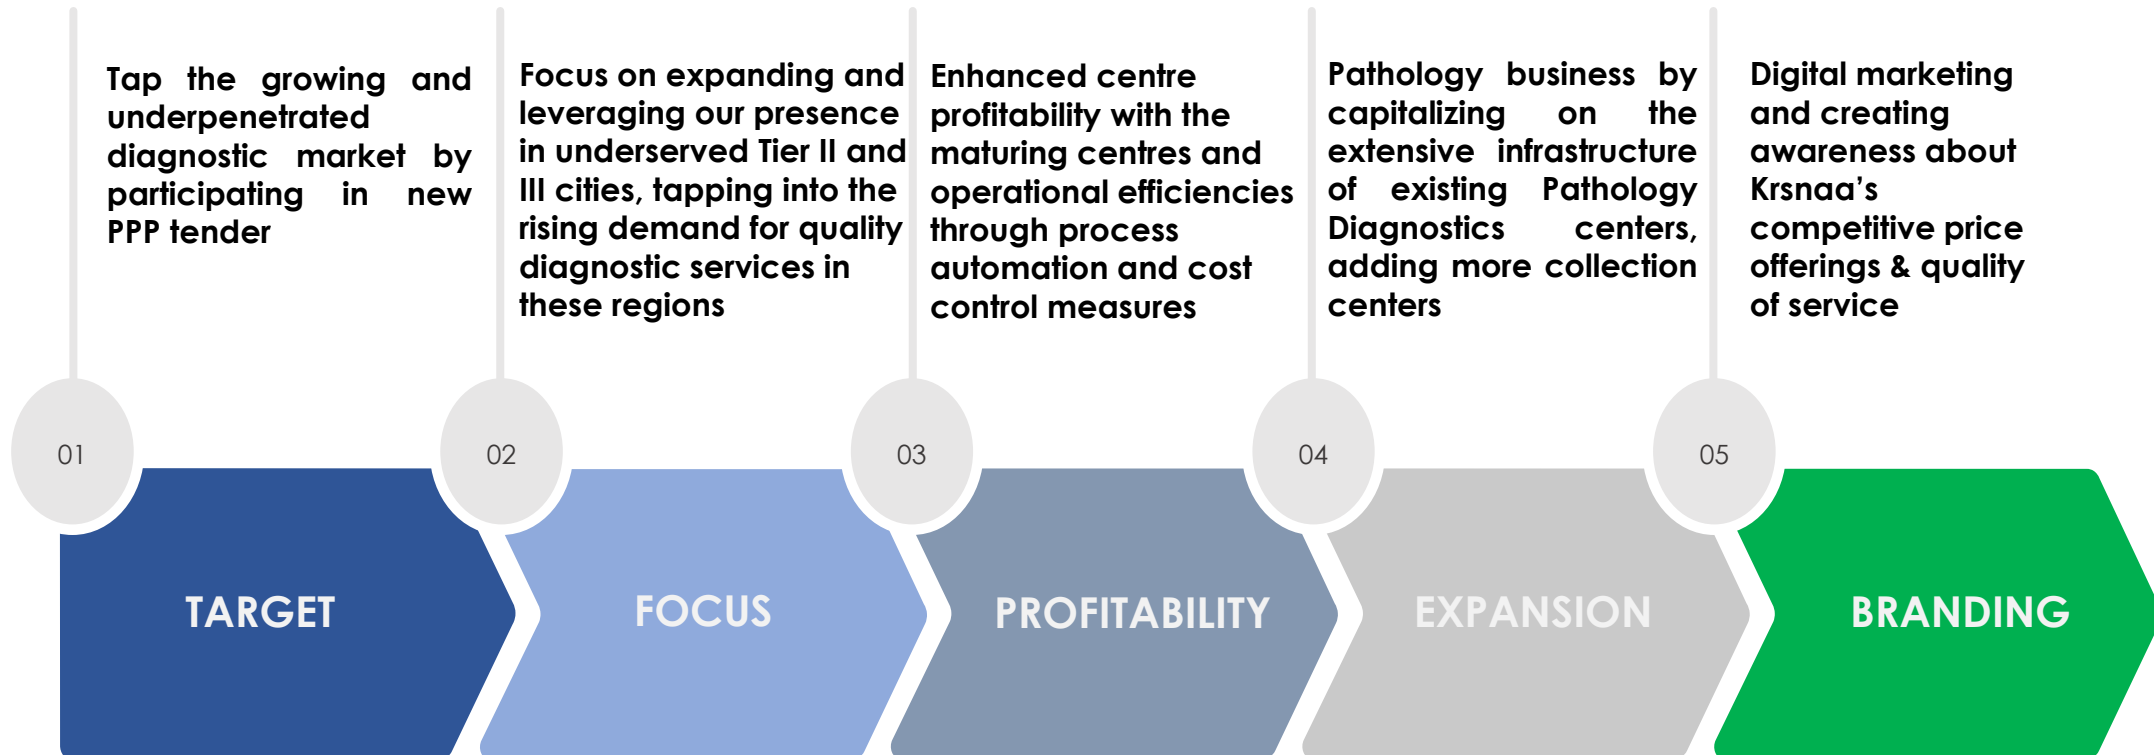 Tap the growing and
underpenetrated
diagnostic market by
participating in new
PPP tender
Focus on expanding and
leveraging our presence
in underserved Tier II and
III cities, tapping into the
rising demand for quality
diagnostic services in
these regions
Enhanced centre
profitability with the
maturing centres and
operational efficiencies
through process
automation and cost
control measures
Pathology business by
capitalizing on the
extensive infrastructure
of existing Pathology
Diagnostics centers,
adding more collection
centers
Digital marketing
and creating
awareness about
Krsnaa’s
competitive price
offerings & quality
of service
01
02
03
04
05
TARGET
FOCUS
PROFITABILITY
EXPANSION
BRANDING